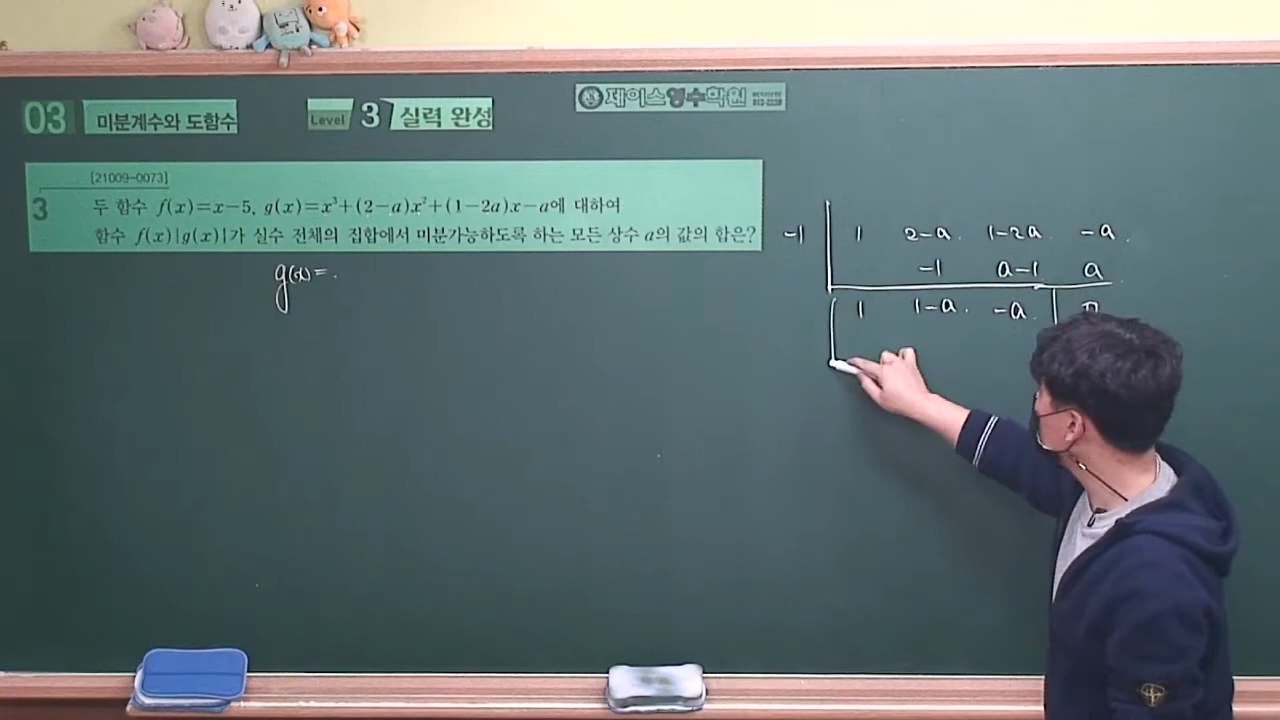 03 미분계수와 도함수 Level 3 실력 완성 제이스영수학원
[21009-0073]
3 두 함수 f(x)=x-5, g(x)=x³+(2-a)x²+(1-2a)x-a에 대하여
함수 f(x)|g(x)|가 실수 전체의 집합에서 미분가능하도록 하는 모든 상수 a의 값의 합은?
g(x)=
-1 1 2-a 1-2a -a
-1 a-1 a
1 1-a -a